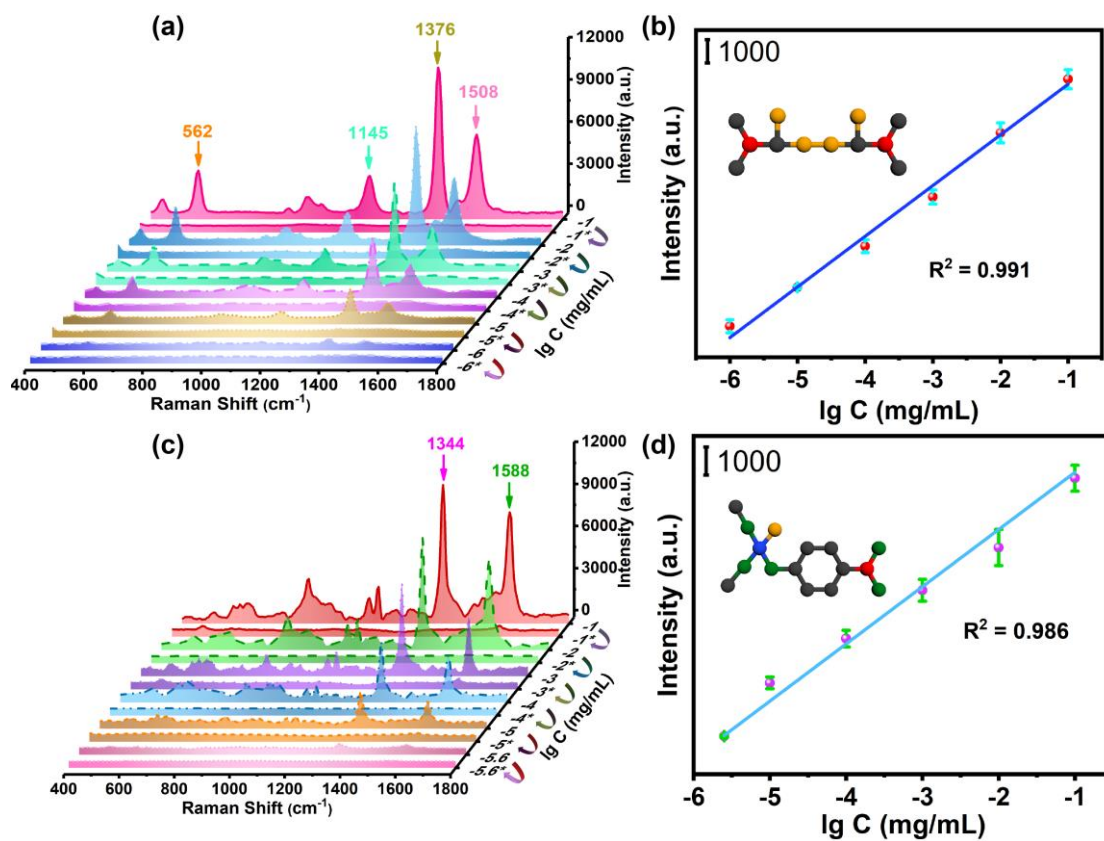 (a)
1376
1508
562
1145
12000
9000
6000
3000
0
Intensity (a.u.)
-1
-1*
-2
-2*
-3
-3*
-4
-4*
-5
-5*
-6
-6*
lg C (mg/mL)
400 600 800 1000 1200 1400 1600 1800
Raman Shift (cm⁻¹)
(b)
1000
R² = 0.991
Intensity (a.u.)
-6 -5 -4 -3 -2 -1
lg C (mg/mL)
(c)
1344
1588
12000
9000
6000
3000
0
Intensity (a.u.)
-1
-1*
-2
-2*
-3
-3*
-4
-4*
-5
-5*
-5.6
-5.6*
lg C (mg/mL)
400 600 800 1000 1200 1400 1600 1800
Raman Shift (cm⁻¹)
(d)
1000
R² = 0.986
Intensity (a.u.)
-6 -5 -4 -3 -2 -1
lg C (mg/mL)